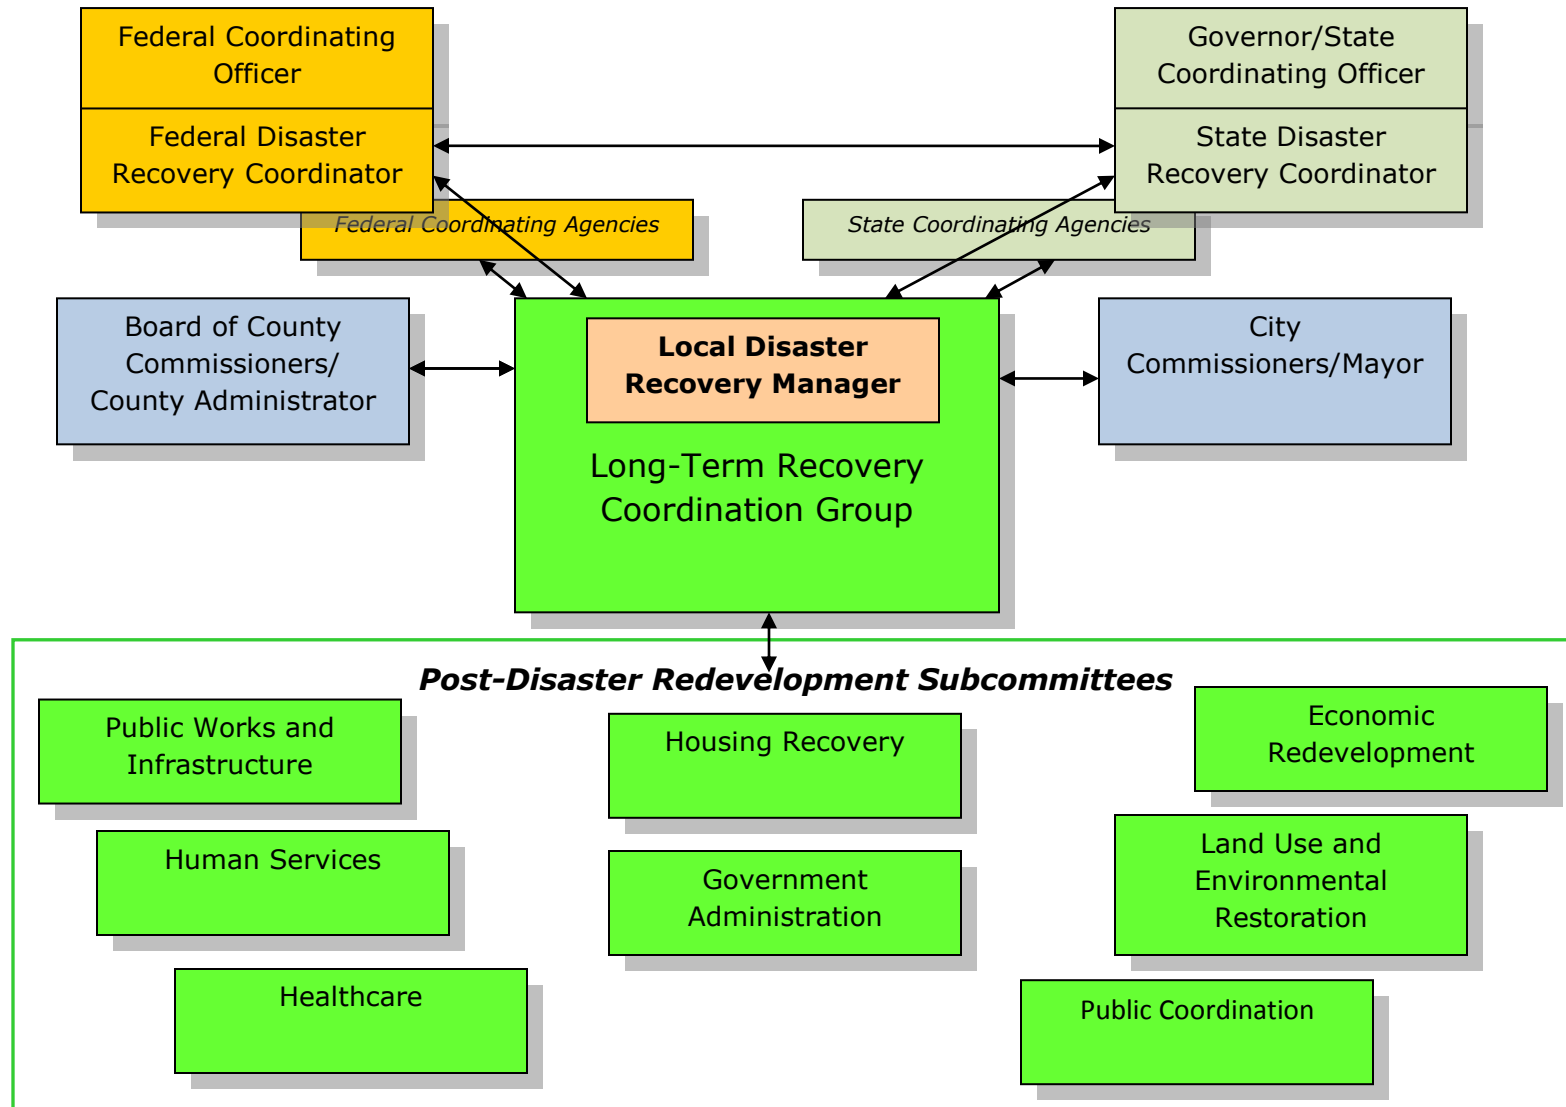 Federal Coordinating
Officer
Federal Disaster
Recovery Coordinator
Governor/State
Coordinating Officer
State Disaster
Recovery Coordinator
Federal Coordinating Agencies
State Coordinating Agencies
Board of County
Commissioners/
County Administrator
Local Disaster
Recovery Manager
City
Commissioners/Mayor
Long-Term Recovery
Coordination Group
Post-Disaster Redevelopment Subcommittees
Public Works and
Infrastructure
Housing Recovery
Economic
Redevelopment
Human Services
Government
Administration
Land Use and
Environmental
Restoration
Healthcare
Public Coordination